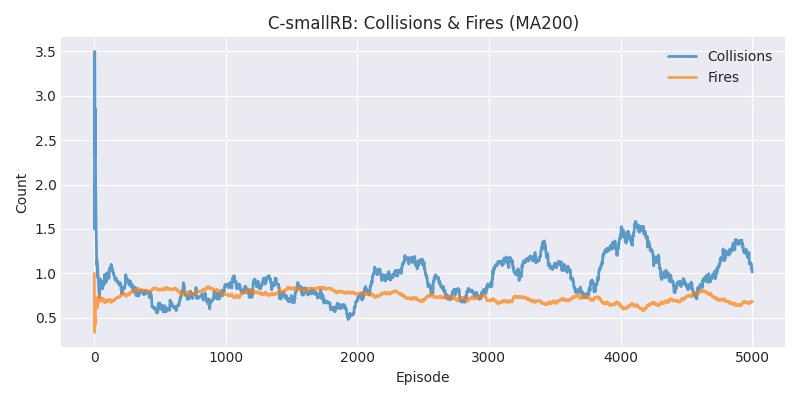 C-smallRB: Collisions & Fires (MA200)
Collisions
Fires
3.5
3.0
2.5
2.0
1.5
1.0
0.5
Count
0
1000
2000
3000
4000
5000
Episode